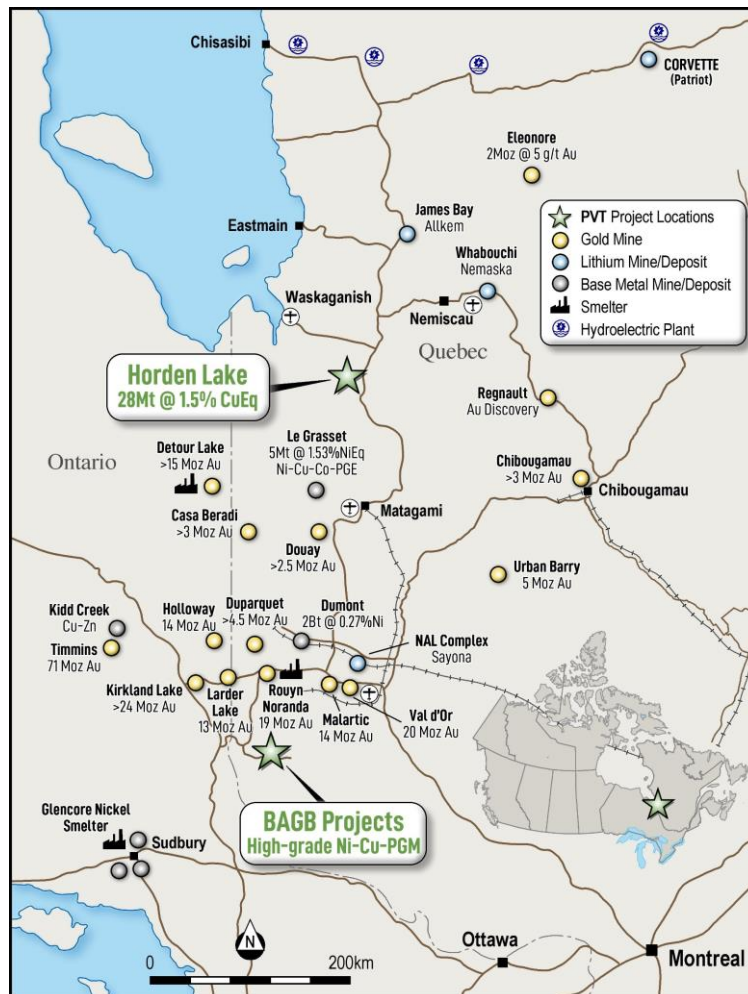 Chisasibi
CORVETTE
(Patriot)
Eleonore
2Moz @ 5 g/t Au
James Bay
Allkem
Eastmain
Whabouchi
Nemaska
PVT Project Locations
Gold Mine
Lithium Mine/Deposit
Base Metal Mine/Deposit
Smelter
Hydroelectric Plant
Waskaganish
Nemiscau
Quebec
Horden Lake
28Mt @ 1.5% CuEq
Regnault
Au Discovery
Ontario
Detour Lake
>15 Moz Au
Le Grasset
5Mt @ 1.53%NiEq
Ni-Cu-Co-PGE
Chibougamau
>3 Moz Au
Chibougamau
Matagami
Casa Beradi
>3 Moz Au
Douay
>2.5 Moz Au
Urban Barry
5 Moz Au
Kidd Creek
Cu-Zn
Timmins
71 Moz Au
Holloway
14 Moz Au
Duparquet
>4.5 Moz Au
Dumont
2Bt @ 0.27%Ni
NAL Complex
Sayona
Kirkland Lake
>24 Moz Au
Larder
Lake
13 Moz Au
Rouyn
Noranda
19 Moz Au
Malartic
14 Moz Au
Val d'Or
20 Moz Au
BAGB Projects
High-grade Ni-Cu-PGM
Glencore Nickel
Smelter
Sudbury
N
0
200km
Ottawa
Montreal